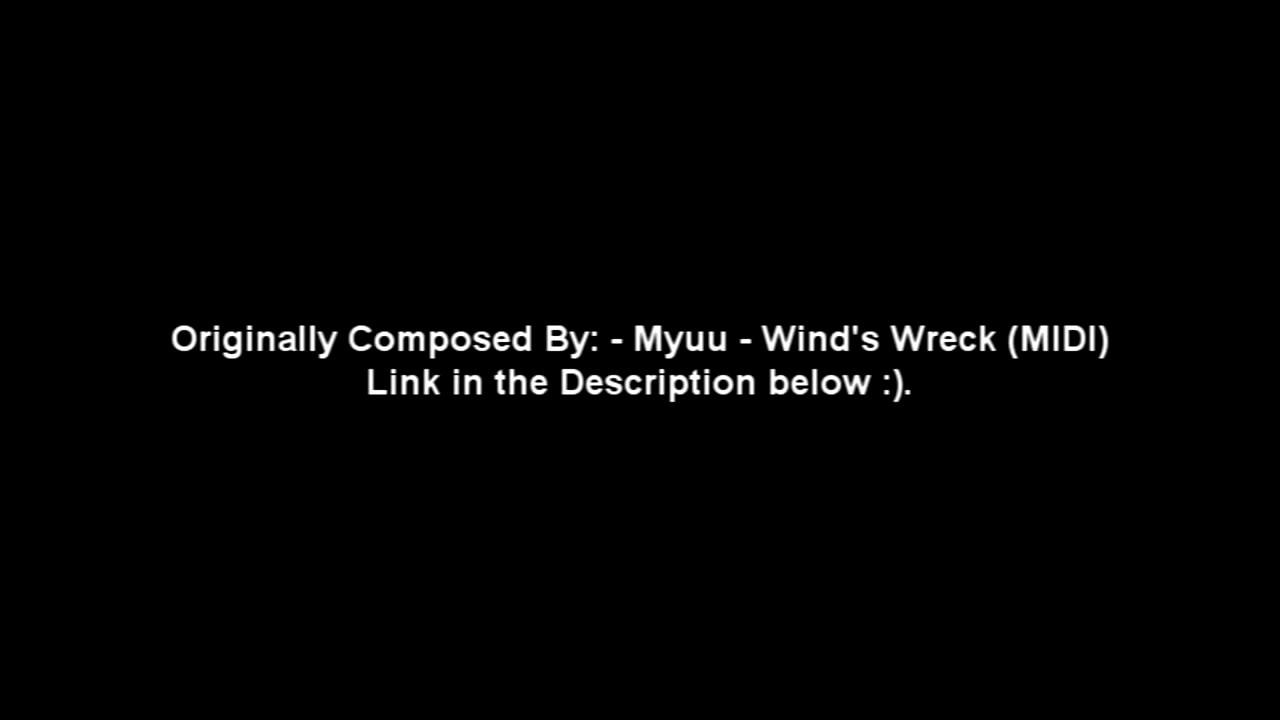 Originally Composed By: - Myuu - Wind's Wreck (MIDI)
Link in the Description below :).